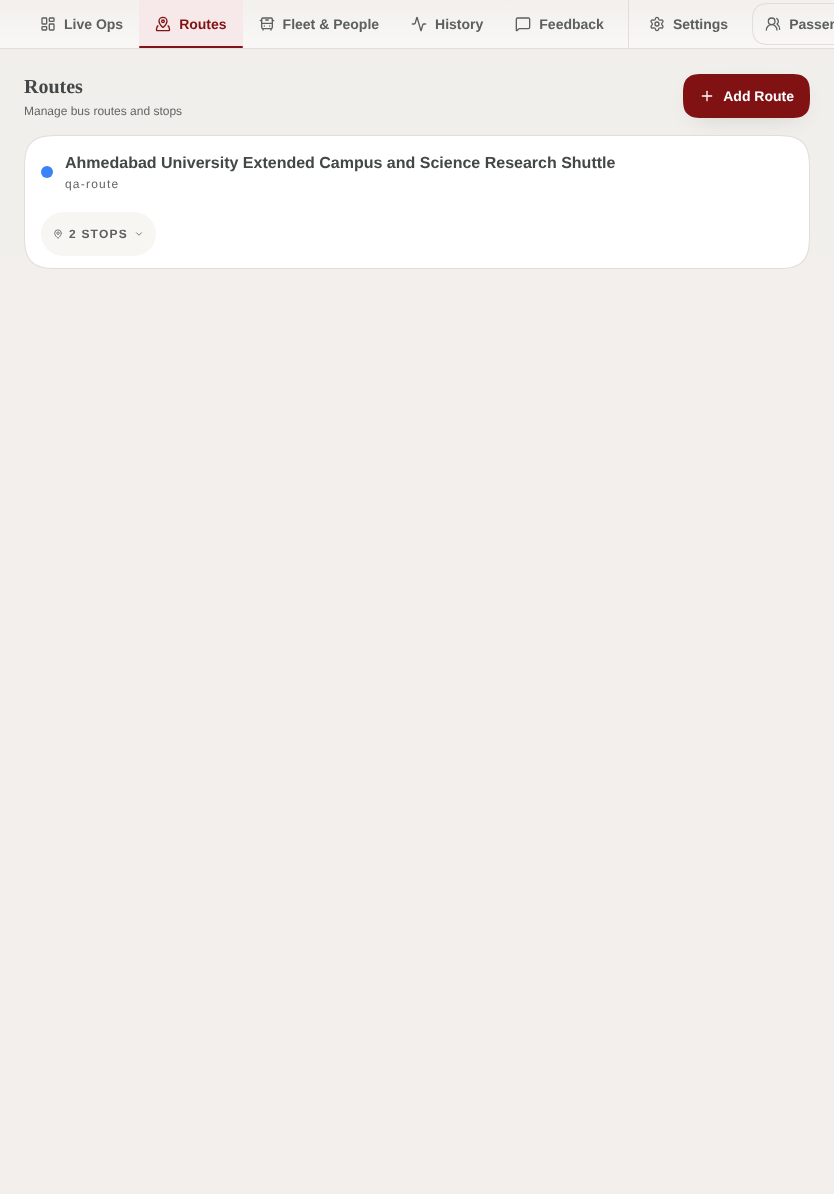 Live Ops
Routes
Fleet & People
History
Feedback
Settings
Passen
Routes
Manage bus routes and stops
Add Route
Ahmedabad University Extended Campus and Science Research Shuttle
qa-route
2 STOPS